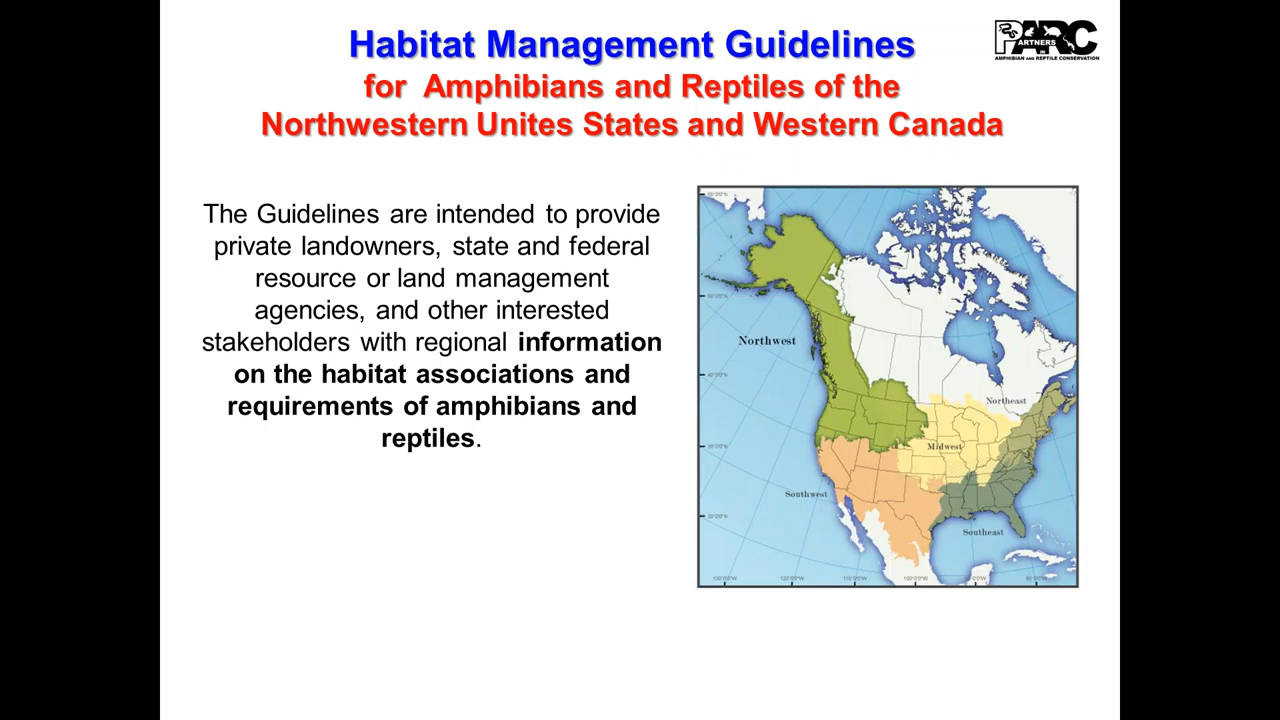 Habitat Management Guidelines
for Amphibians and Reptiles of the
Northwestern Unites States and Western Canada
PARC
PARTNERS
AMPHIBIAN AND REPTILE CONSERVATION
The Guidelines are intended to provide
private landowners, state and federal
resource or land management
agencies, and other interested
stakeholders with regional information
on the habitat associations and
requirements of amphibians and
reptiles.
Northwest
Northeast
Midwest
Southwest
Southeast